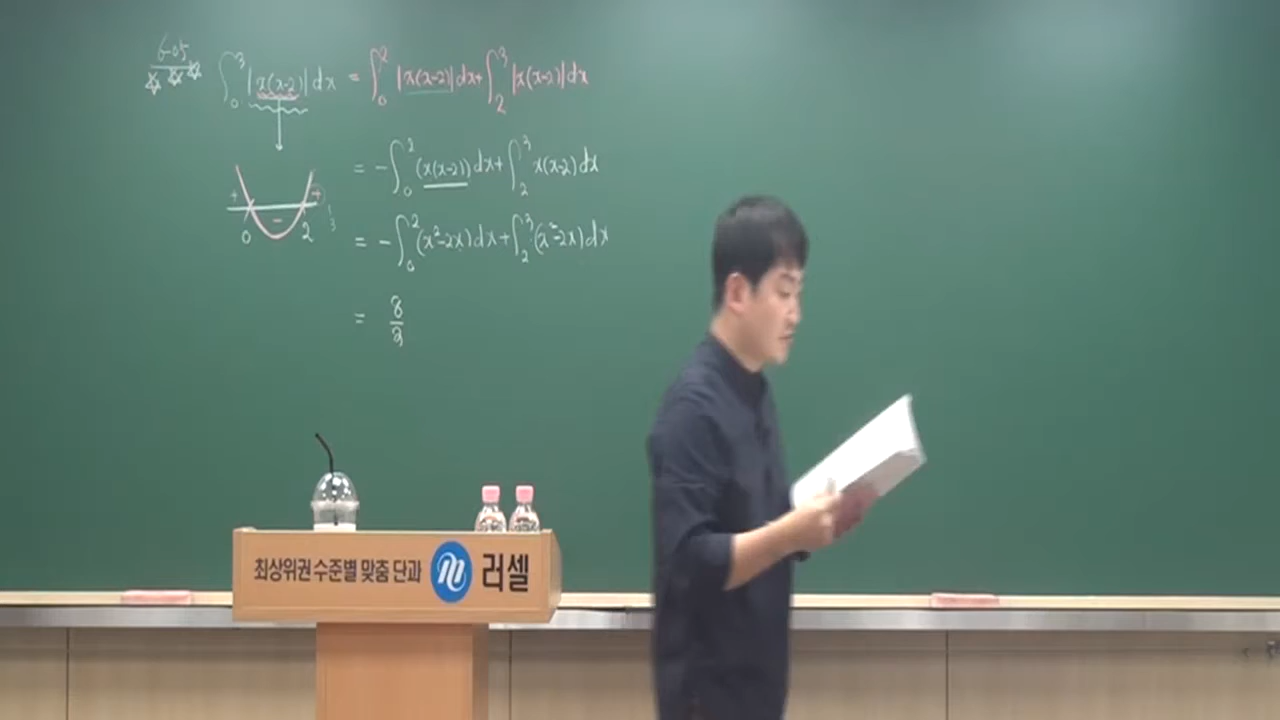 6-05
☆☆☆
∫₀³ |x(x-2)| dx = ∫₀² |x(x-2)| dx + ∫₂³ |x(x-2)| dx
= -∫₀² (x(x-2)) dx + ∫₂³ x(x-2) dx
+ - +
0 2
= -∫₀² (x²-2x) dx + ∫₂³ (x²-2x) dx
= 8/3
최상위권 수준별 맞춤 단과 러셀